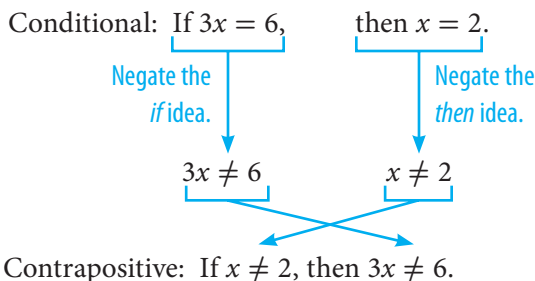 Conditional: If 3x = 6, then x = 2.
Negate the Negate the
if idea. then idea.
3x ≠ 6 x ≠ 2
Contrapositive: If x ≠ 2, then 3x ≠ 6.